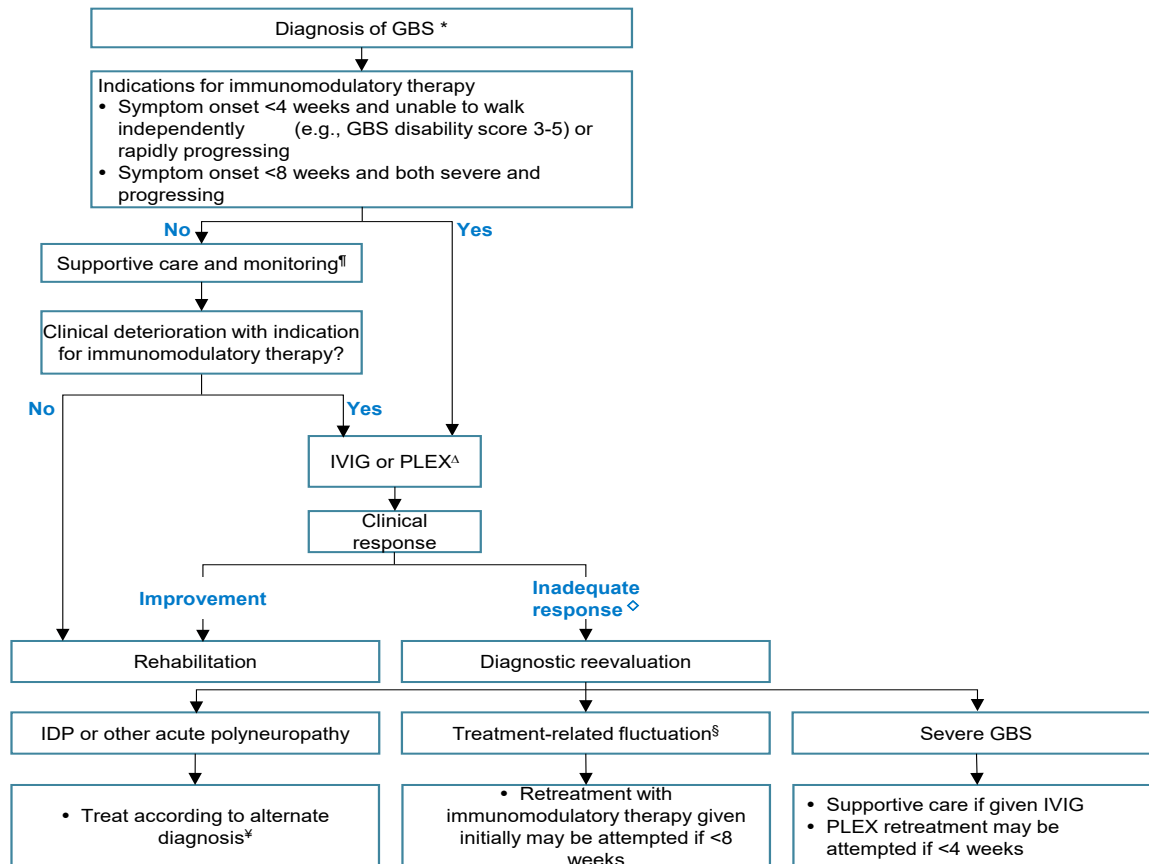 Diagnosis of GBS *
Indications for immunomodulatory therapy
• Symptom onset <4 weeks and unable to walk
independently (e.g., GBS disability score 3-5) or
rapidly progressing
• Symptom onset <8 weeks and both severe and
progressing
No
Yes
Supportive care and monitoring¶
Clinical deterioration with indication
for immunomodulatory therapy?
No
Yes
IVIG or PLEXΔ
Clinical
response
Improvement
Inadequate
response ◇
Rehabilitation
Diagnostic reevaluation
IDP or other acute polyneuropathy
Treatment-related fluctuation§
Severe GBS
• Treat according to alternate
diagnosis¥
• Retreatment with
immunomodulatory therapy given
initially may be attempted if <8
weeks
• Supportive care if given IVIG
• PLEX retreatment may be
attempted if <4 weeks